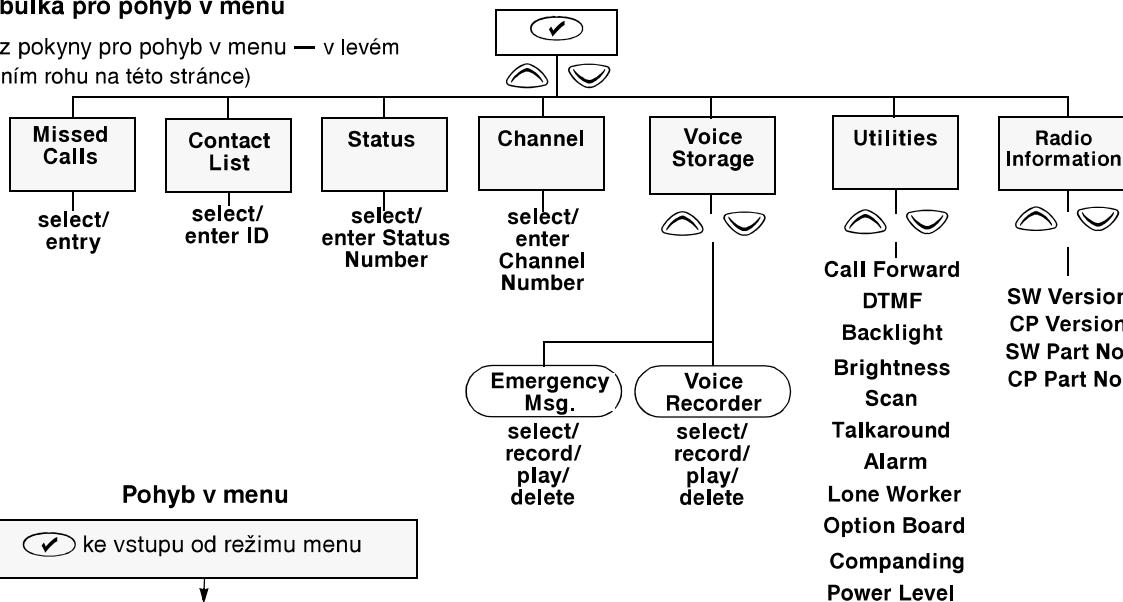 bulka pro pohyb v menu
z pokyny pro pohyb v menu — v levém
ním rohu na této stránce)
Missed
Calls
select/
entry
Contact
List
select/
enter ID
Status
select/
enter Status
Number
Channel
select/
enter
Channel
Number
Voice
Storage
Emergency
Msg.
select/
record/
play/
delete
Voice
Recorder
select/
record/
play/
delete
Utilities
Call Forward
DTMF
Backlight
Brightness
Scan
Talkaround
Alarm
Lone Worker
Option Board
Companding
Power Level
Radio
Information
SW Version
CP Version
SW Part No
CP Part No
Pohyb v menu
ke vstupu od režimu menu